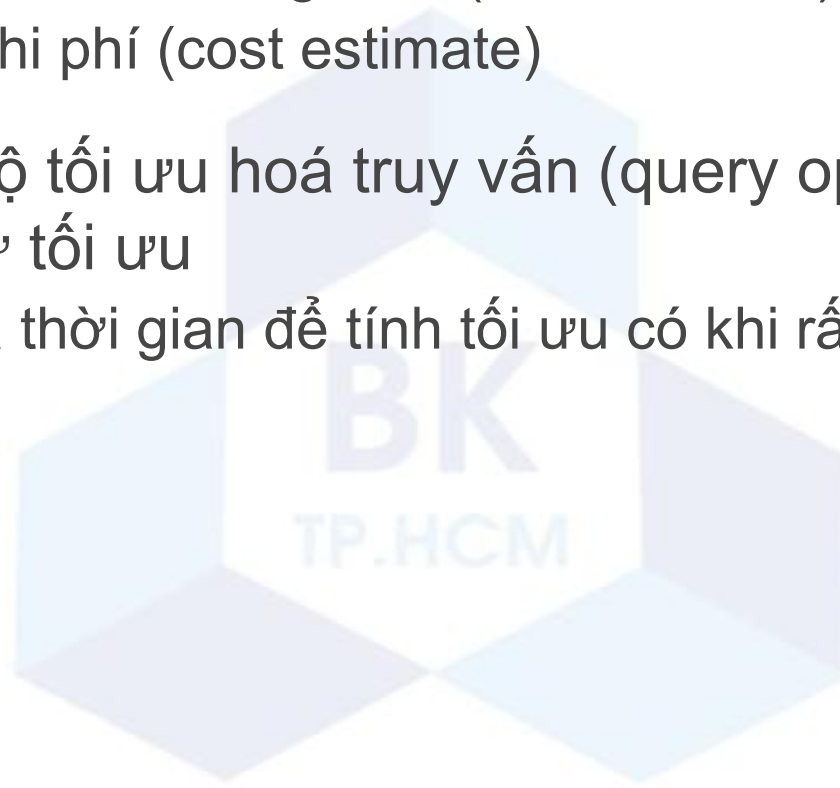 hi phí (cost estimate)
ộ tối ưu hoá truy vấn (query op
tối ưu
thời gian để tính tối ưu có khi rấ
BK
TP.HCM